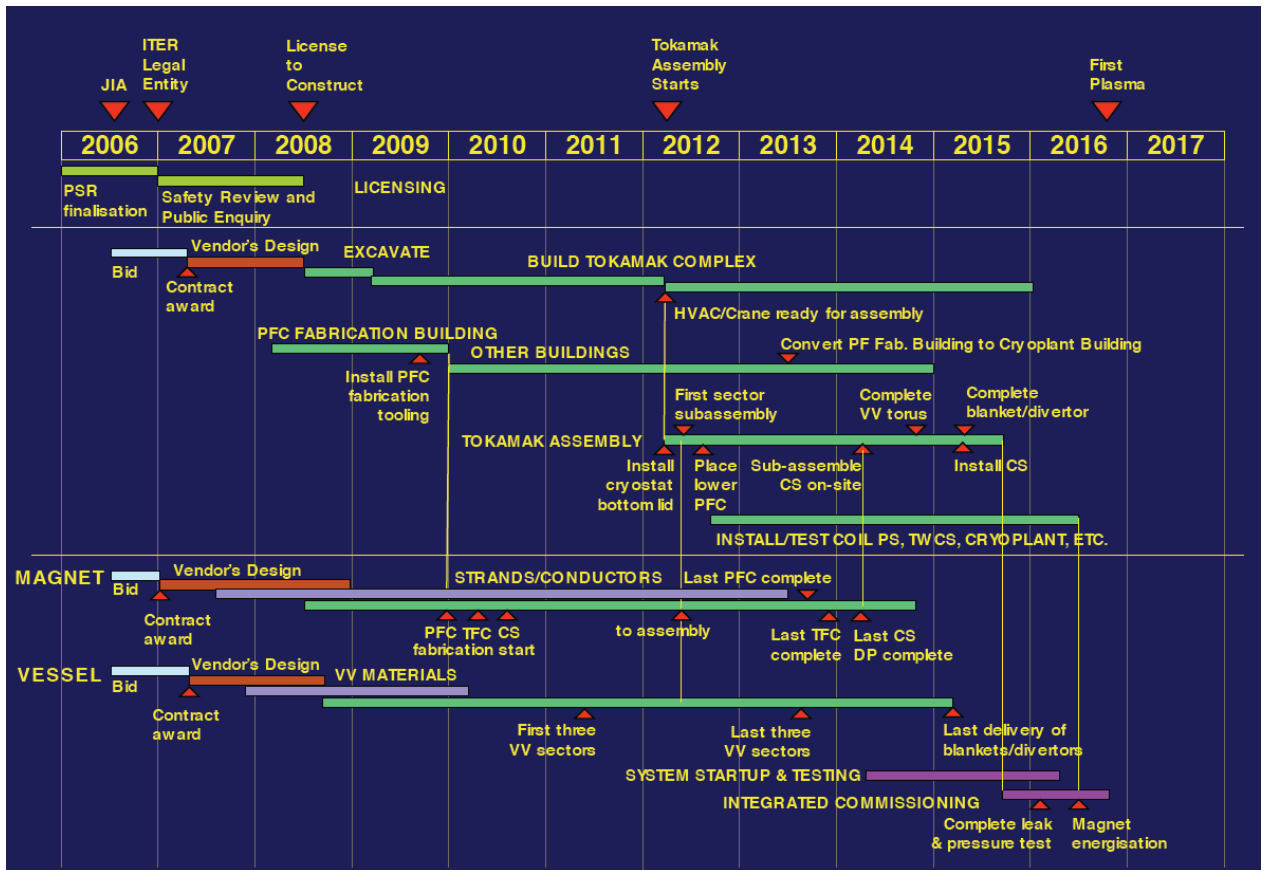 JIA
ITER
Legal
Entity
License
to
Construct
Tokamak
Assembly
Starts
First
Plasma
2006 2007 2008 2009 2010 2011 2012 2013 2014 2015 2016 2017
PSR
finalisation
Safety Review and
Public Enquiry
LICENSING
Bid
Vendor's Design
Contract
award
EXCAVATE
BUILD TOKAMAK COMPLEX
HVAC/Crane ready for assembly
PFC FABRICATION BUILDING
Install PFC
fabrication
tooling
OTHER BUILDINGS
Convert PF Fab. Building to Cryoplant Building
First sector
subassembly
Complete
VV torus
Complete
blanket/divertor
TOKAMAK ASSEMBLY
Install
cryostat
bottom lid
Place
lower
PFC
Sub-assemble
CS on-site
Install CS
INSTALL/TEST COIL PS, TWCS, CRYOPLANT, ETC.
MAGNET
Bid
Vendor's Design
Contract
award
STRANDS/CONDUCTORS
Last PFC complete
PFC TFC CS
fabrication start
to assembly
Last TFC
complete
Last CS
DP complete
VESSEL
Bid
Vendor's Design
Contract
award
VV MATERIALS
First three
VV sectors
Last three
VV sectors
Last delivery of
blankets/divertors
SYSTEM STARTUP & TESTING
INTEGRATED COMMISSIONING
Complete leak
& pressure test
Magnet
energisation